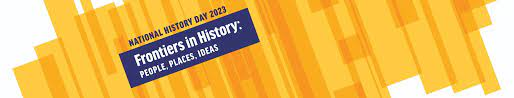 NATIONAL HISTORY DAY 2023
Frontiers in History:
PEOPLE, PLACES, IDEAS